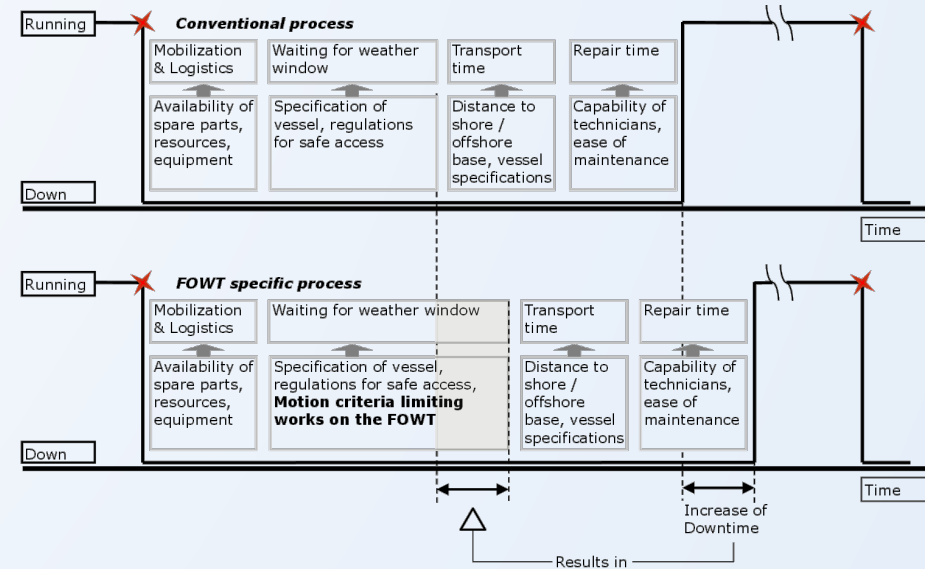 Running
Conventional process
Mobilization
& Logistics
Waiting for weather
window
Transport
time
Repair time
Availability of
spare parts,
resources,
equipment
Specification of
vessel, regulations
for safe access
Distance to
shore /
offshore
base, vessel
specifications
Capability of
technicians,
ease of
maintenance
Down
Time
Running
FOWT specific process
Mobilization
& Logistics
Waiting for weather window
Transport
time
Repair time
Availability of
spare parts,
resources,
equipment
Specification of vessel,
regulations for safe access,
Motion criteria limiting
works on the FOWT
Distance to
shore /
offshore
base, vessel
specifications
Capability of
technicians,
ease of
maintenance
Down
Time
Increase of
Downtime
Results in